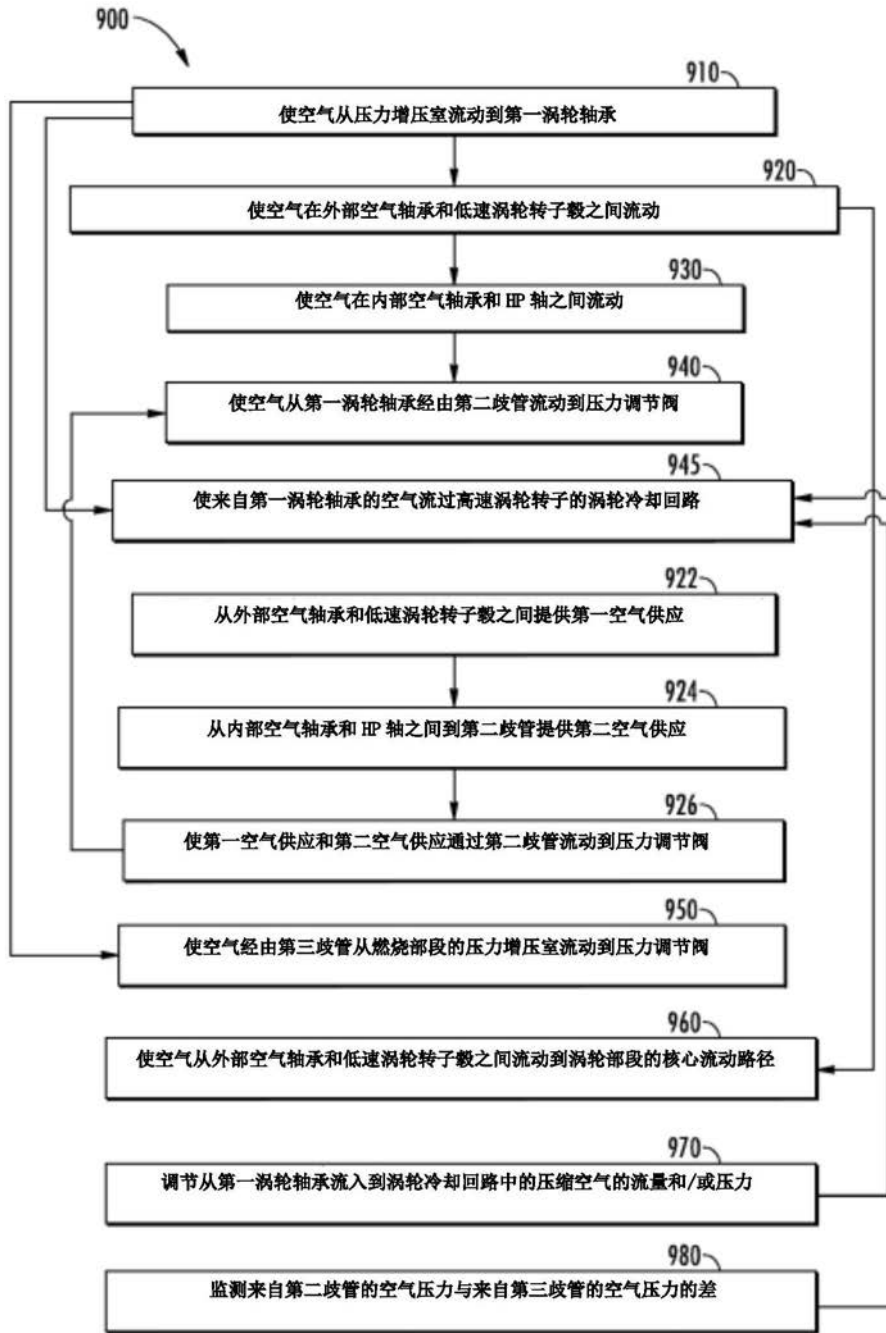 900
910
使空气从压力增压室流动到第一涡轮轴承
920
使空气在外部空气轴承和低速涡轮转子毂之间流动
930
使空气在内部空气轴承和 HP 轴之间流动
940
使空气从第一涡轮轴承经由第二歧管流动到压力调节阀
945
使来自第一涡轮轴承的空气流过高速涡轮转子的涡轮冷却回路
922
从外部空气轴承和低速涡轮转子毂之间提供第一空气供应
924
从内部空气轴承和 HP 轴之间到第二歧管提供第二空气供应
926
使第一空气供应和第二空气供应通过第二歧管流动到压力调节阀
950
使空气经由第三歧管从燃烧部段的压力增压室流动到压力调节阀
960
使空气从外部空气轴承和低速涡轮转子毂之间流动到涡轮部段的核心流动路径
970
调节从第一涡轮轴承流入到涡轮冷却回路中的压缩空气的流量和/或压力
980
监测来自第二歧管的空气压力与来自第三歧管的空气压力的差